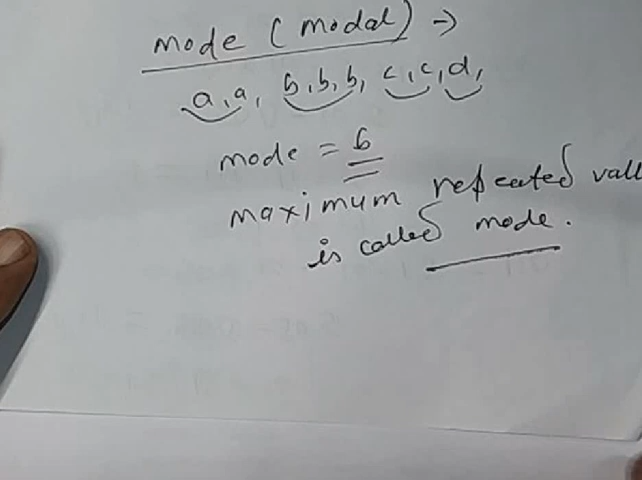 mode (modal) →
a, a, b, b, b, c, c, d,
mode = b
maximum repeated
is called mode.